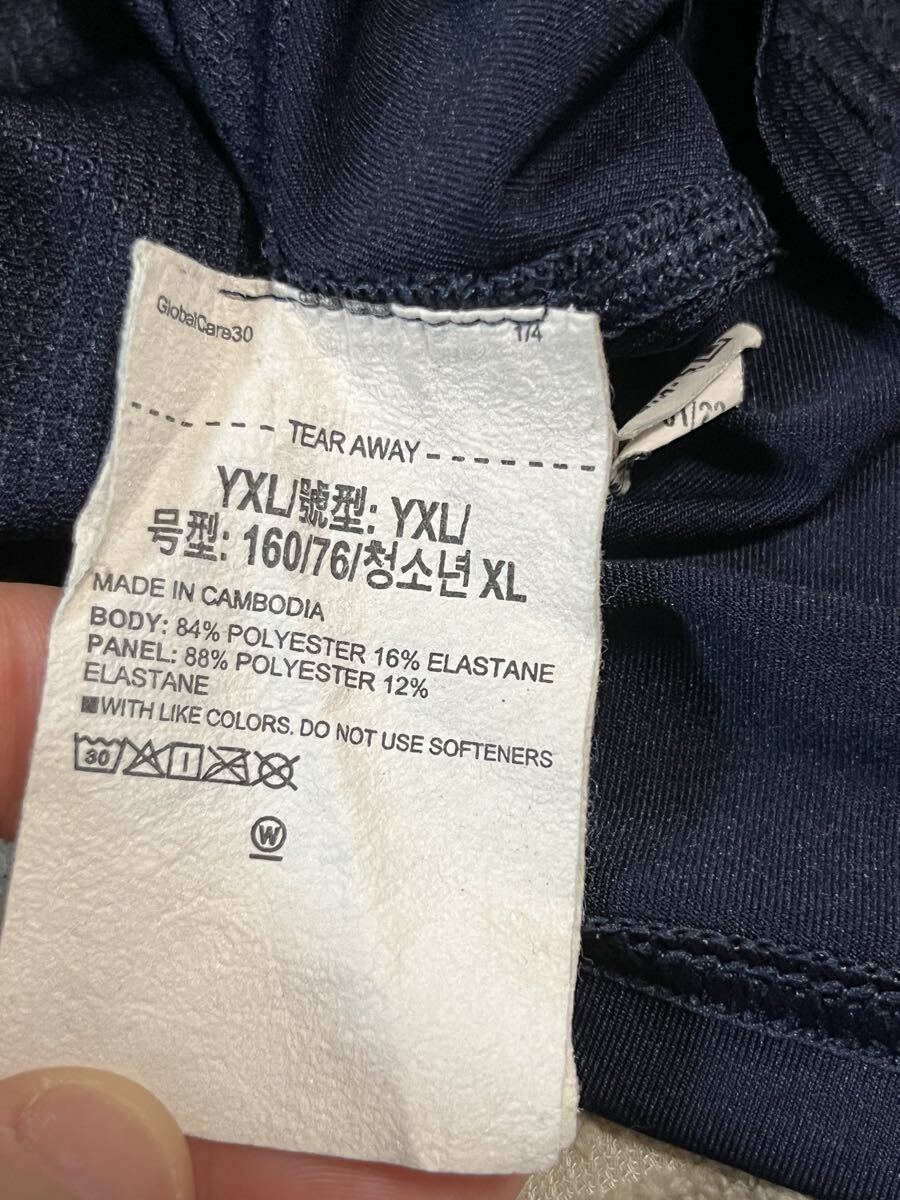 GlobalCare30
1/4
TEAR AWAY
YXL/號型: YXL/
号型: 160/76/청소년 XL
MADE IN CAMBODIA
BODY: 84% POLYESTER 16% ELASTANE
PANEL: 88% POLYESTER 12%
ELASTANE
WITH LIKE COLORS. DO NOT USE SOFTENERS
30
W